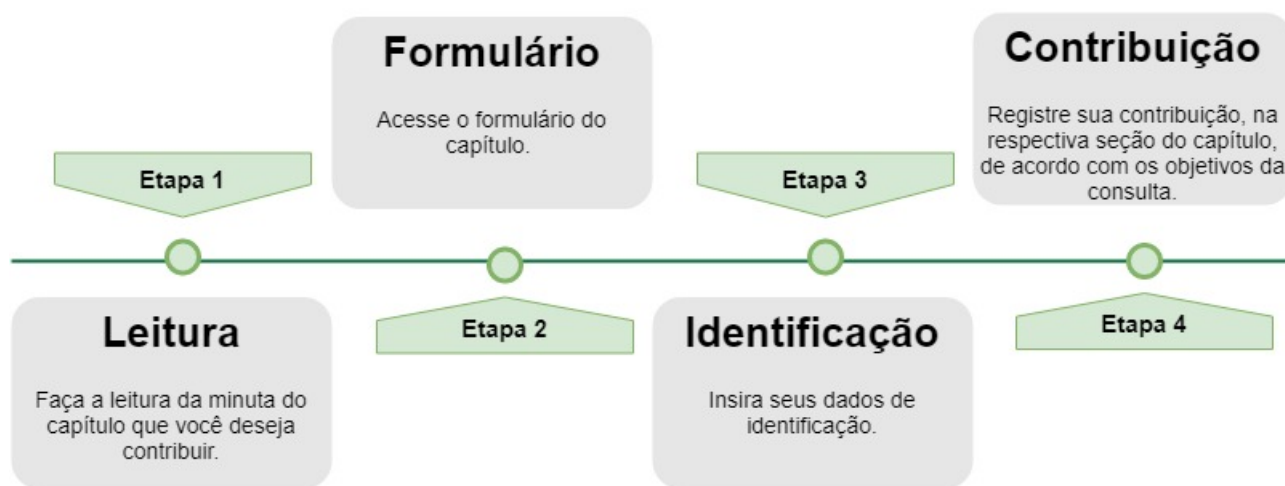 Etapa 1
Leitura
Faça a leitura da minuta do
capítulo que você deseja
contribuir.
Formulário
Acesse o formulário do
capítulo.
Etapa 2
Etapa 3
Identificação
Insira seus dados de
identificação.
Contribuição
Registre sua contribuição, na
respectiva seção do capítulo,
de acordo com os objetivos da
consulta.
Etapa 4